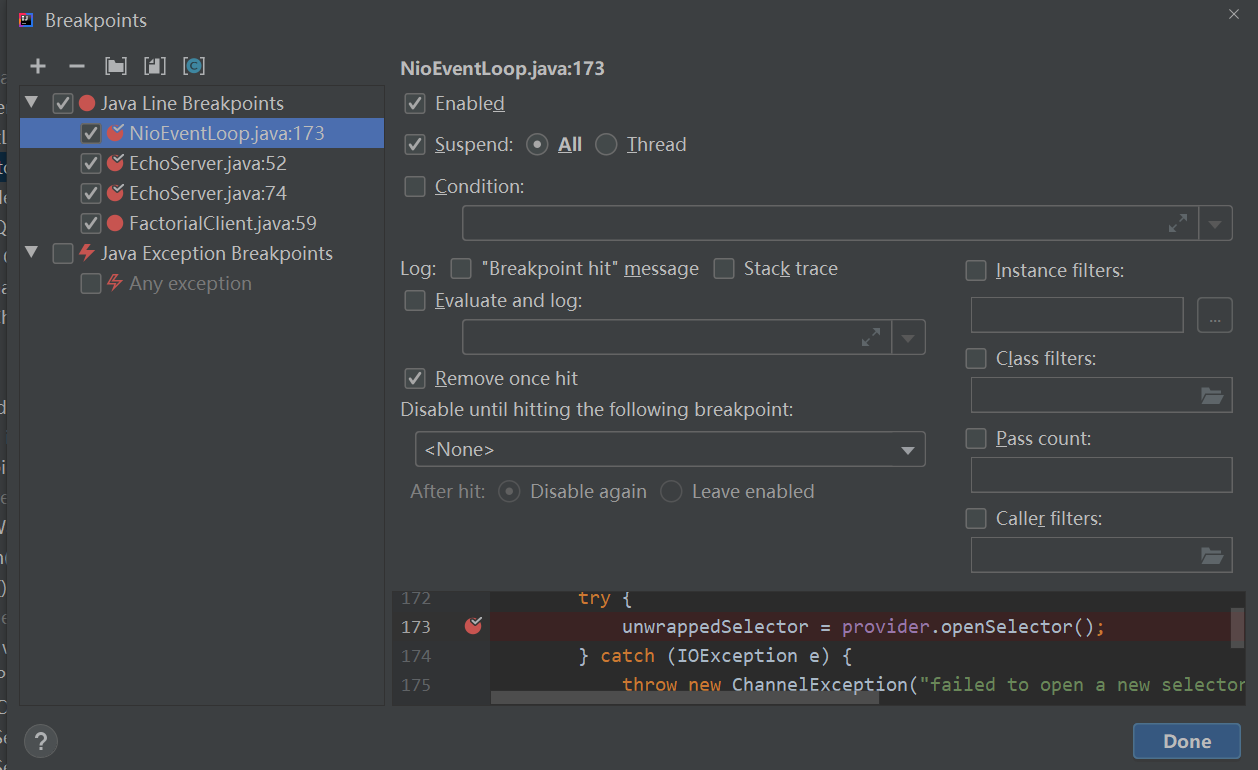 Breakpoints
Java Line Breakpoints
NioEventLoop.java:173
EchoServer.java:52
EchoServer.java:74
FactorialClient.java:59
Java Exception Breakpoints
Any exception
NioEventLoop.java:173
Enabled
Suspend: All Thread
Condition:
Log: "Breakpoint hit" message Stack trace
Evaluate and log:
Remove once hit
Disable until hitting the following breakpoint:
<None>
After hit: Disable again Leave enabled
Instance filters:
...
Class filters:
Pass count:
Caller filters:
172 try {
173 unwrappedSelector = provider.openSelector();
174 } catch (IOException e) {
175 throw new ChannelException("failed to open a new selector
?
Done